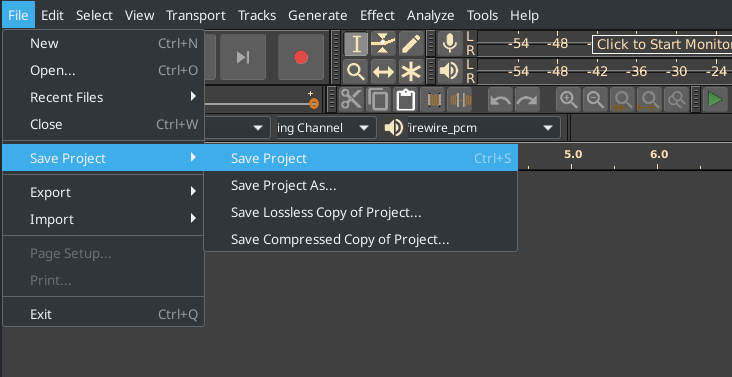 File Edit Select View Transport Tracks Generate Effect Analyze Tools Help
New Ctrl+N
Open... Ctrl+O
Recent Files
Close Ctrl+W
Save Project
Export
Import
Page Setup...
Print...
Exit Ctrl+Q
Save Project Ctrl+S
Save Project As...
Save Lossless Copy of Project...
Save Compressed Copy of Project...
L
R
-54 -48 Click to Start Monitor
L
R
-54 -48 -42 -36 -30 -24
ing Channel
firewire_pcm
5.0 6.0